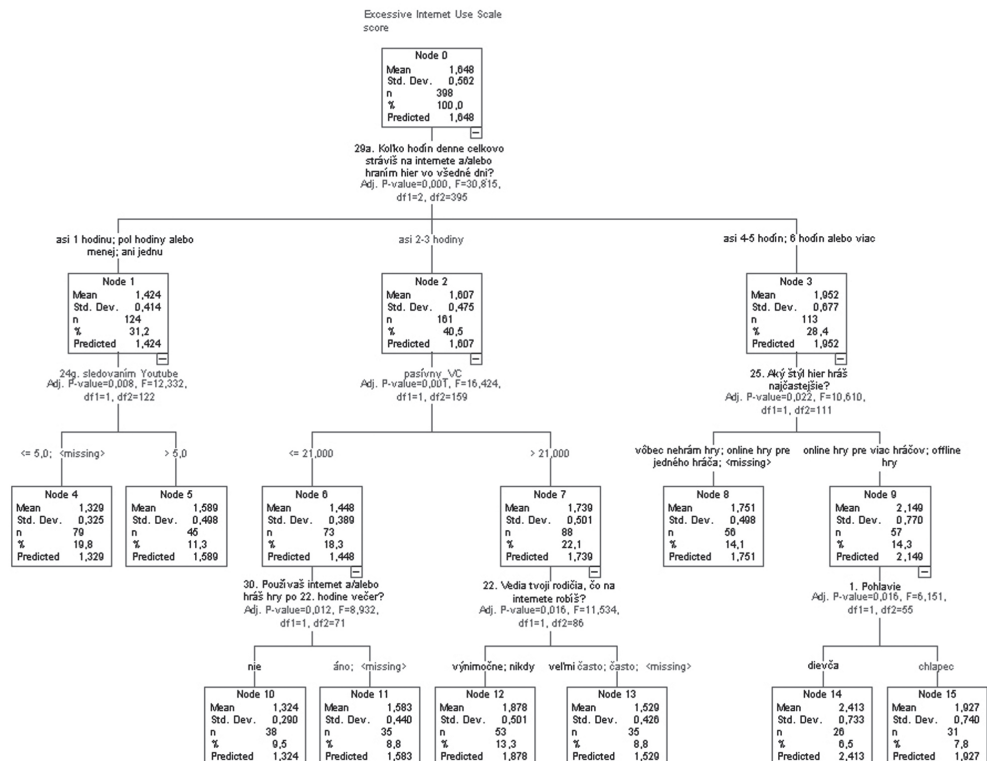 Excessive Internet Use Scale
score
Node 0
Mean 1,648
Std. Dev. 0,562
n 398
% 100,0
Predicted 1,648
29a. Koľko hodín denne celkovo
stráviš na internete a/alebo
hraním hier vo všedné dni?
Adj. P-value=0,000, F=30,815,
df1=2, df2=395
asi 1 hodinu; pol hodiny alebo
menej; ani jednu
asi 2-3 hodiny
asi 4-5 hodín; 6 hodín alebo viac
Node 1
Mean 1,424
Std. Dev. 0,414
n 124
% 31,2
Predicted 1,424
Node 2
Mean 1,607
Std. Dev. 0,475
n 161
% 40,5
Predicted 1,607
Node 3
Mean 1,952
Std. Dev. 0,677
n 113
% 28,4
Predicted 1,952
24g. sledovaním Youtube
Adj. P-value=0,008, F=12,332,
df1=1, df2=122
pasívny_VC
Adj. P-value=0,001, F=16,424,
df1=1, df2=159
25. Aký štýl hier hráš
najčastejšie?
Adj. P-value=0,022, F=10,610,
df1=1, df2=111
<= 5,0; <missing>
> 5,0
<= 21,000
> 21,000
vôbec nehrám hry; online hry pre
jedného hráča; <missing>
online hry pre viac hráčov; offline
hry
Node 4
Mean 1,329
Std. Dev. 0,325
n 79
% 19,8
Predicted 1,329
Node 5
Mean 1,589
Std. Dev. 0,498
n 45
% 11,3
Predicted 1,589
Node 6
Mean 1,448
Std. Dev. 0,389
n 73
% 18,3
Predicted 1,448
Node 7
Mean 1,739
Std. Dev. 0,501
n 88
% 22,1
Predicted 1,739
Node 8
Mean 1,751
Std. Dev. 0,498
n 56
% 14,1
Predicted 1,751
Node 9
Mean 2,149
Std. Dev. 0,770
n 57
% 14,3
Predicted 2,149
30. Používaš internet a/alebo
hráš hry po 22. hodine večer?
Adj. P-value=0,012, F=8,932,
df1=1, df2=71
22. Vedia tvoji rodičia, čo na
internete robíš?
Adj. P-value=0,016, F=11,534,
df1=1, df2=86
1. Pohlavie
Adj. P-value=0,016, F=6,151,
df1=1, df2=55
nie
áno; <missing>
výnimočne; nikdy
veľmi často; často; <missing>
dievča
chlapec
Node 10
Mean 1,324
Std. Dev. 0,290
n 38
% 9,5
Predicted 1,324
Node 11
Mean 1,583
Std. Dev. 0,440
n 35
% 8,8
Predicted 1,583
Node 12
Mean 1,878
Std. Dev. 0,501
n 53
% 13,3
Predicted 1,878
Node 13
Mean 1,529
Std. Dev. 0,426
n 35
% 8,8
Predicted 1,529
Node 14
Mean 2,413
Std. Dev. 0,733
n 26
% 6,5
Predicted 2,413
Node 15
Mean 1,927
Std. Dev. 0,740
n 31
% 7,8
Predicted 1,927